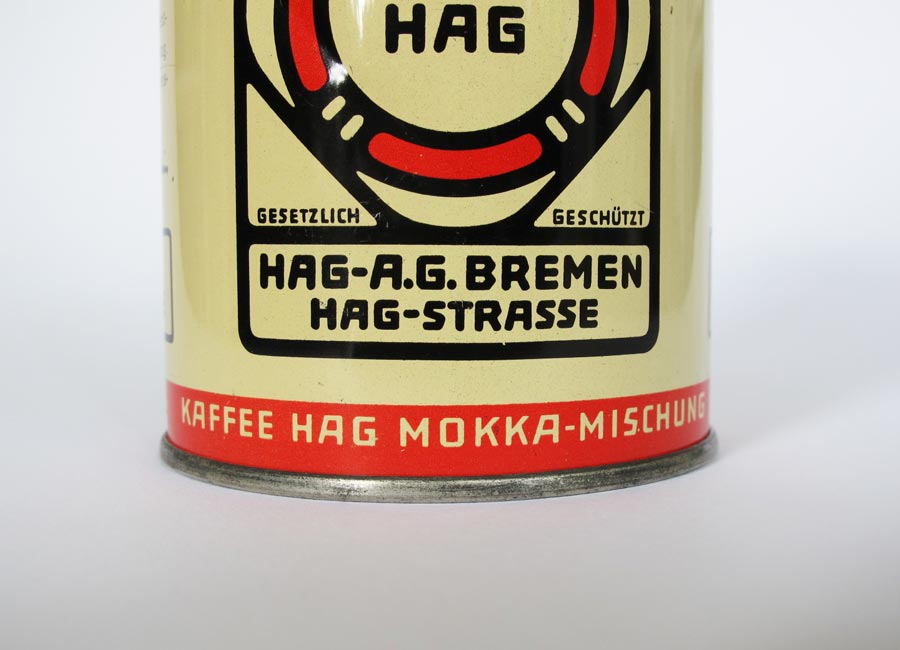 HAG
GESETZLICH GESCHÜTZT
HAG-A.G. BREMEN
HAG-STRASSE
KAFFEE HAG MOKKA-MISCHUNG